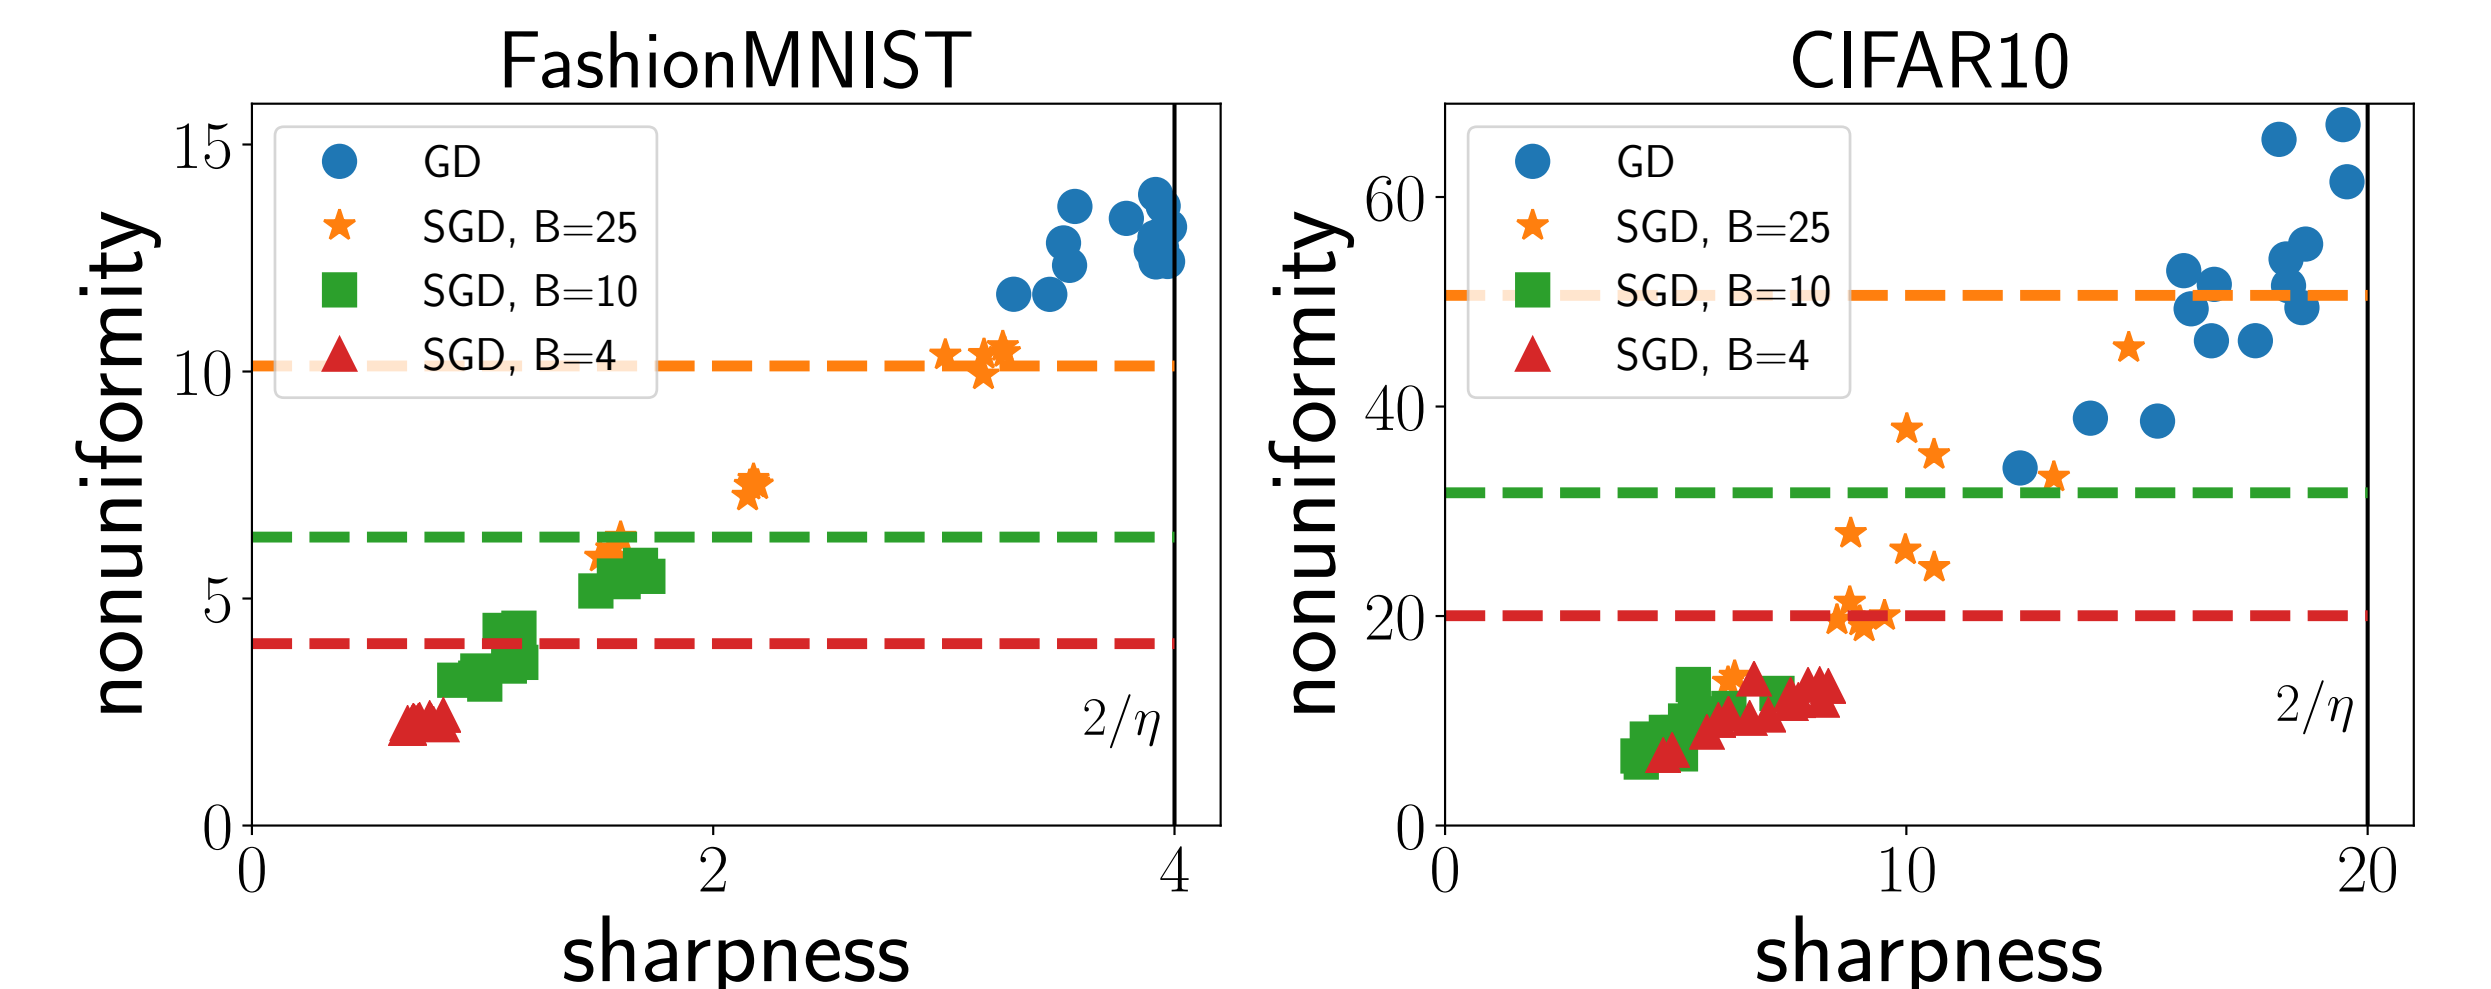 FashionMNIST
15
10
5
0
nonuniformity
GD
SGD, B=25
SGD, B=10
SGD, B=4
2/η
0
2
4
sharpness
CIFAR10
60
40
20
0
nonuniformity
GD
SGD, B=25
SGD, B=10
SGD, B=4
2/η
0
10
20
sharpness